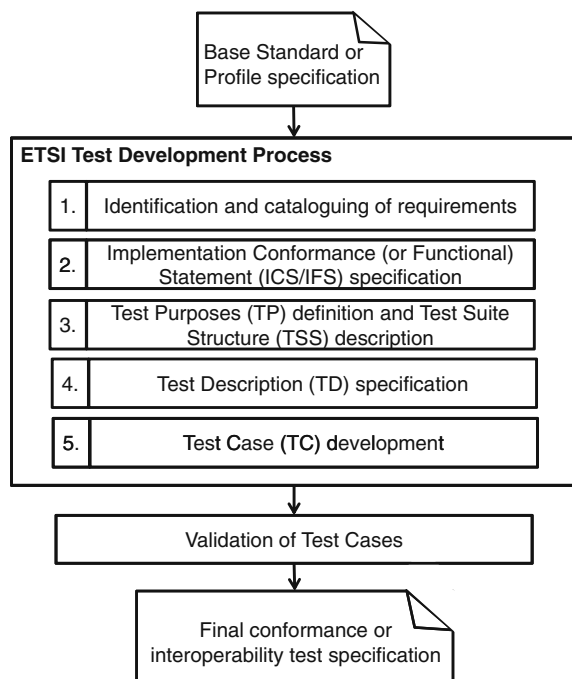 Base Standard or
Profile specification
ETSI Test Development Process
1. Identification and cataloguing of requirements
2. Implementation Conformance (or Functional)
Statement (ICS/IFS) specification
3. Test Purposes (TP) definition and Test Suite
Structure (TSS) description
4. Test Description (TD) specification
5. Test Case (TC) development
Validation of Test Cases
Final conformance or
interoperability test specification